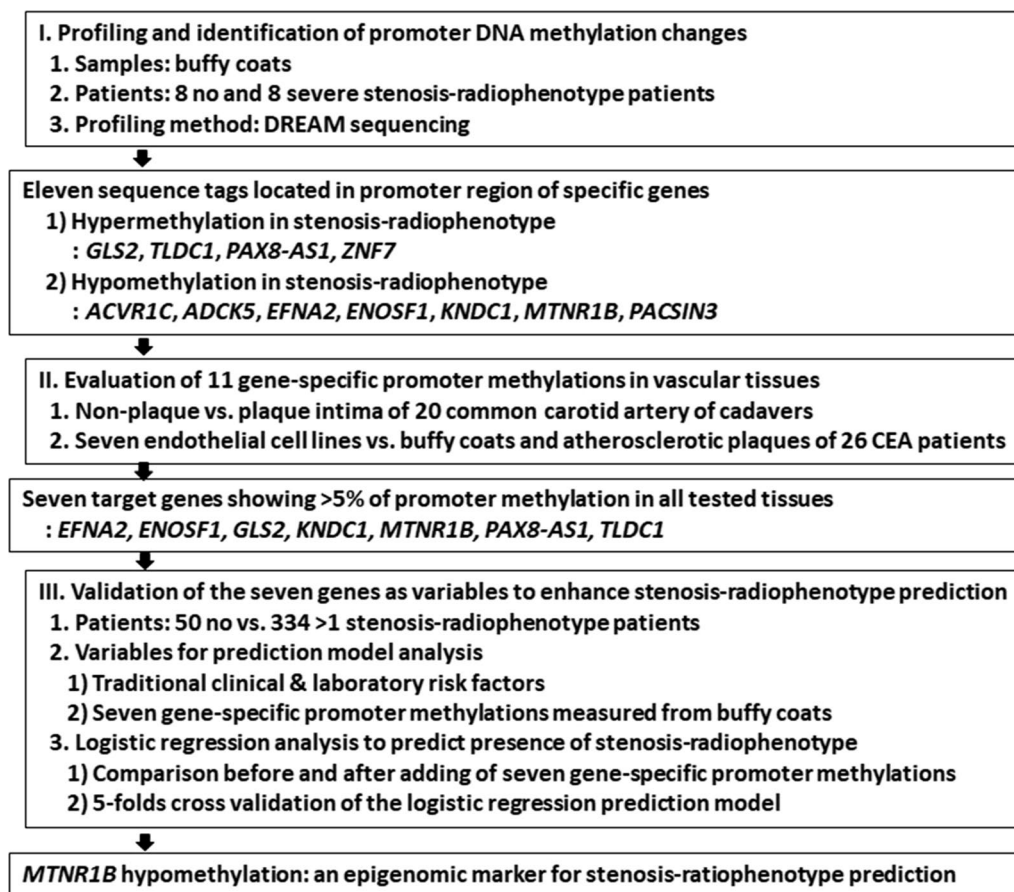 I. Profiling and identification of promoter DNA methylation changes
1. Samples: buffy coats
2. Patients: 8 no and 8 severe stenosis-radiophenotype patients
3. Profiling method: DREAM sequencing
Eleven sequence tags located in promoter region of specific genes
1) Hypermethylation in stenosis-radiophenotype
: GLS2, TLDC1, PAX8-AS1, ZNF7
2) Hypomethylation in stenosis-radiophenotype
: ACVR1C, ADCK5, EFNA2, ENOSF1, KNDC1, MTNR1B, PACSIN3
II. Evaluation of 11 gene-specific promoter methylations in vascular tissues
1. Non-plaque vs. plaque intima of 20 common carotid artery of cadavers
2. Seven endothelial cell lines vs. buffy coats and atherosclerotic plaques of 26 CEA patients
Seven target genes showing >5% of promoter methylation in all tested tissues
: EFNA2, ENOSF1, GLS2, KNDC1, MTNR1B, PAX8-AS1, TLDC1
III. Validation of the seven genes as variables to enhance stenosis-radiophenotype prediction
1. Patients: 50 no vs. 334 >1 stenosis-radiophenotype patients
2. Variables for prediction model analysis
1) Traditional clinical & laboratory risk factors
2) Seven gene-specific promoter methylations measured from buffy coats
3. Logistic regression analysis to predict presence of stenosis-radiophenotype
1) Comparison before and after adding of seven gene-specific promoter methylations
2) 5-folds cross validation of the logistic regression prediction model
MTNR1B hypomethylation: an epigenomic marker for stenosis-ratiophenotype prediction